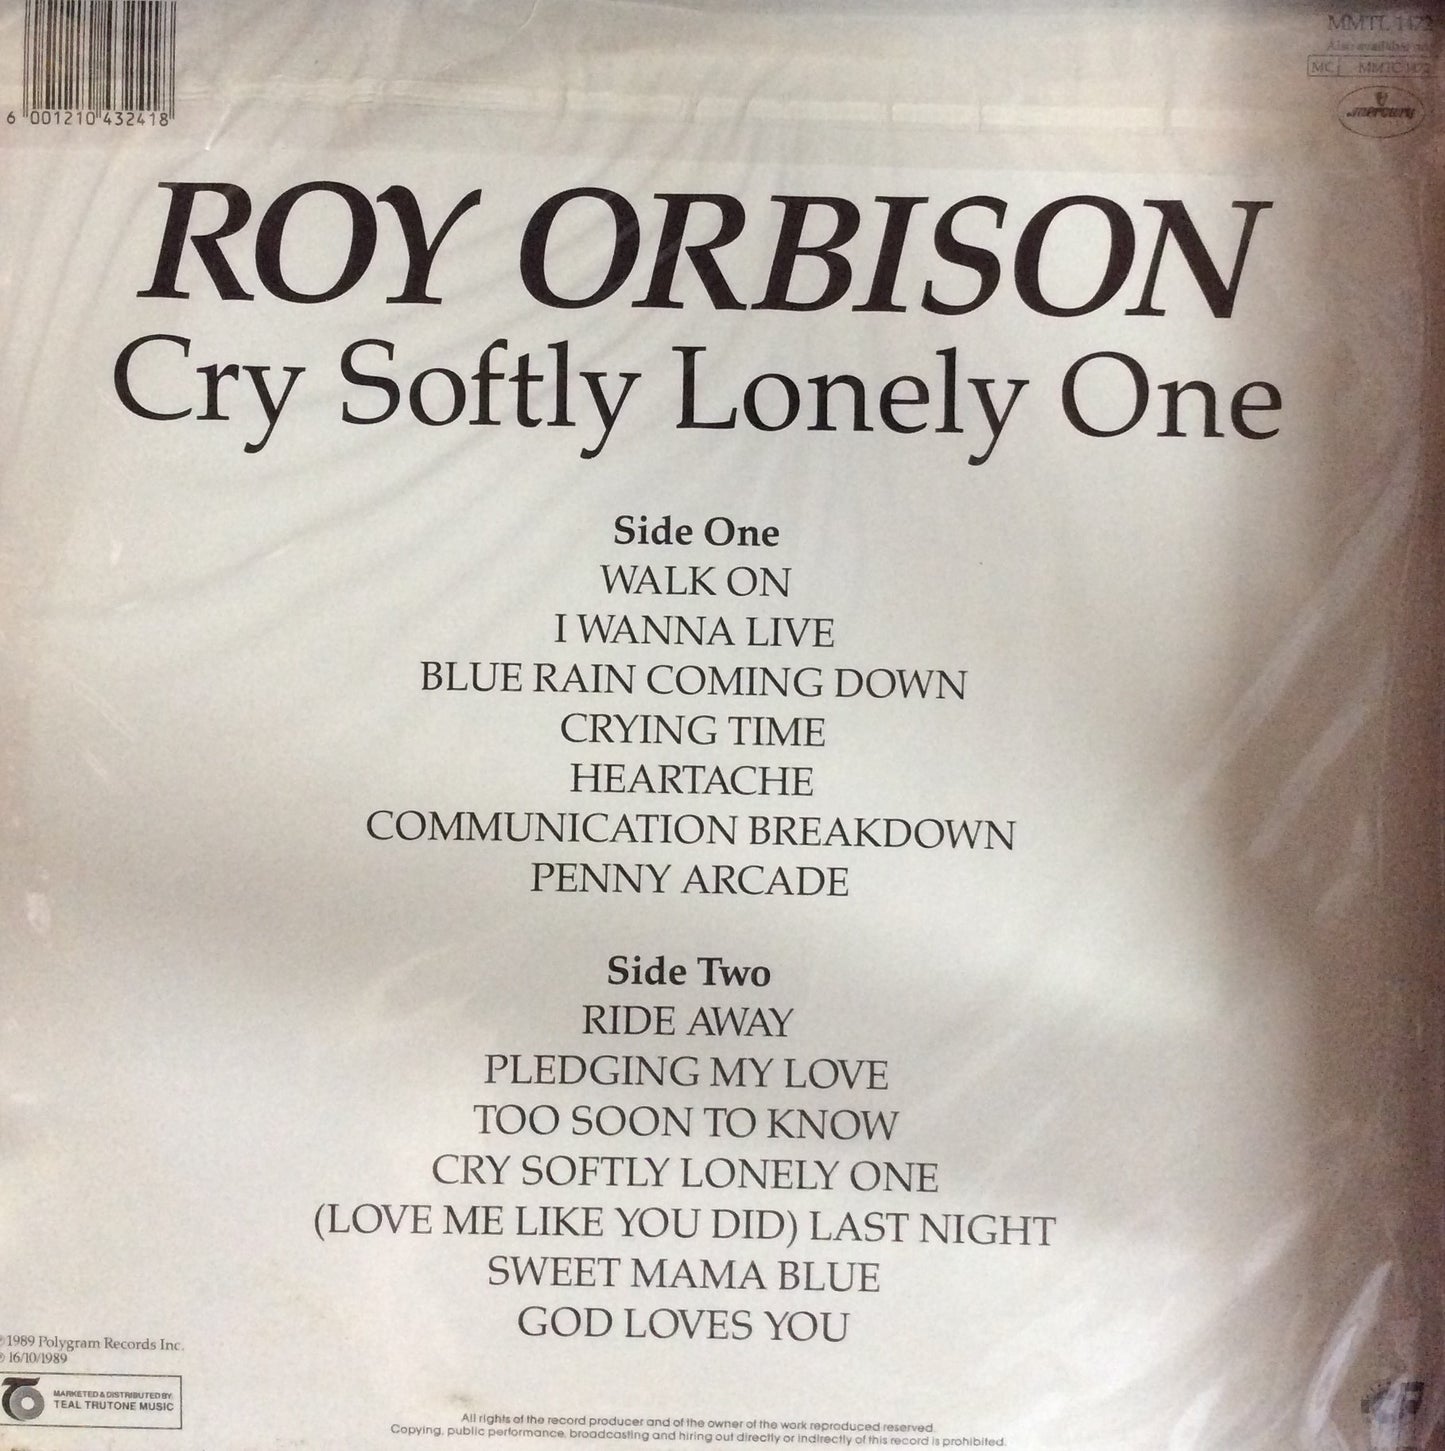 6 001210 432418
MMTL 1472
Also available on
MC MMTC 1472
mercury
ROY ORBISON
Cry Softly Lonely One
Side One
WALK ON
I WANNA LIVE
BLUE RAIN COMING DOWN
CRYING TIME
HEARTACHE
COMMUNICATION BREAKDOWN
PENNY ARCADE
Side Two
RIDE AWAY
PLEDGING MY LOVE
TOO SOON TO KNOW
CRY SOFTLY LONELY ONE
(LOVE ME LIKE YOU DID) LAST NIGHT
SWEET MAMA BLUE
GOD LOVES YOU
℗ 1989 Polygram Records Inc.
℗ 16/10/1989
MARKETED & DISTRIBUTED BY
TEAL TRUTONE MUSIC
All rights of the record producer and of the owner of the work reproduced reserved.
Copying, public performance, broadcasting and hiring out directly or indirectly of this record is prohibited.